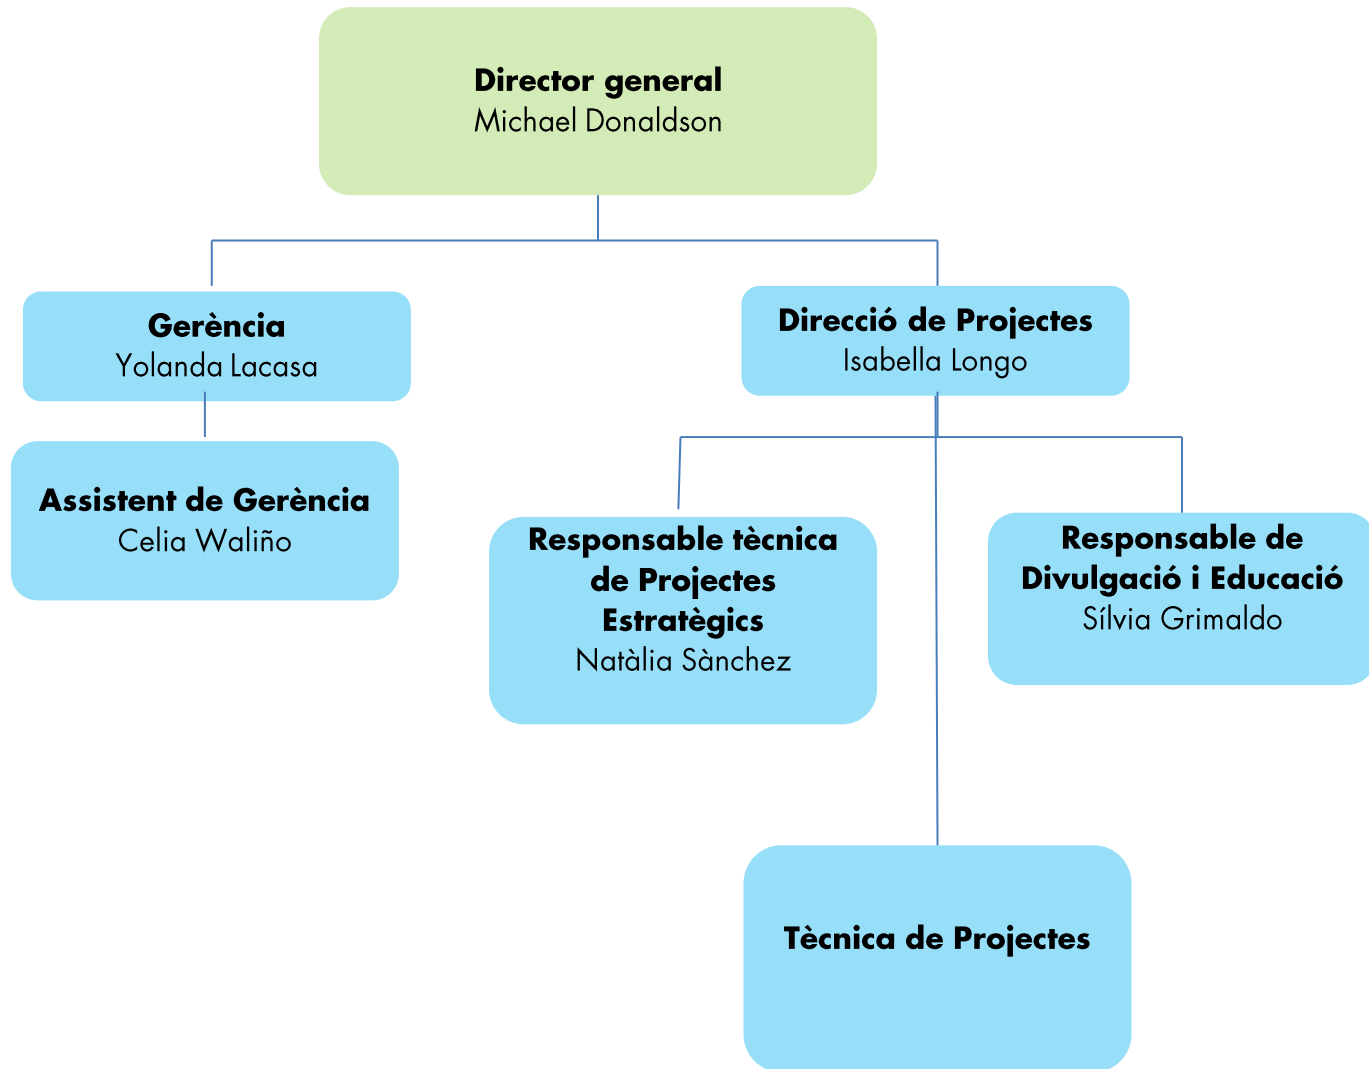 Director general
Michael Donaldson
Gerència
Yolanda Lacasa
Direcció de Projectes
Isabella Longo
Assistent de Gerència
Celia Waliño
Responsable tècnica
de Projectes
Estratègics
Natàlia Sànchez
Responsable de
Divulgació i Educació
Sílvia Grimaldo
Tècnica de Projectes